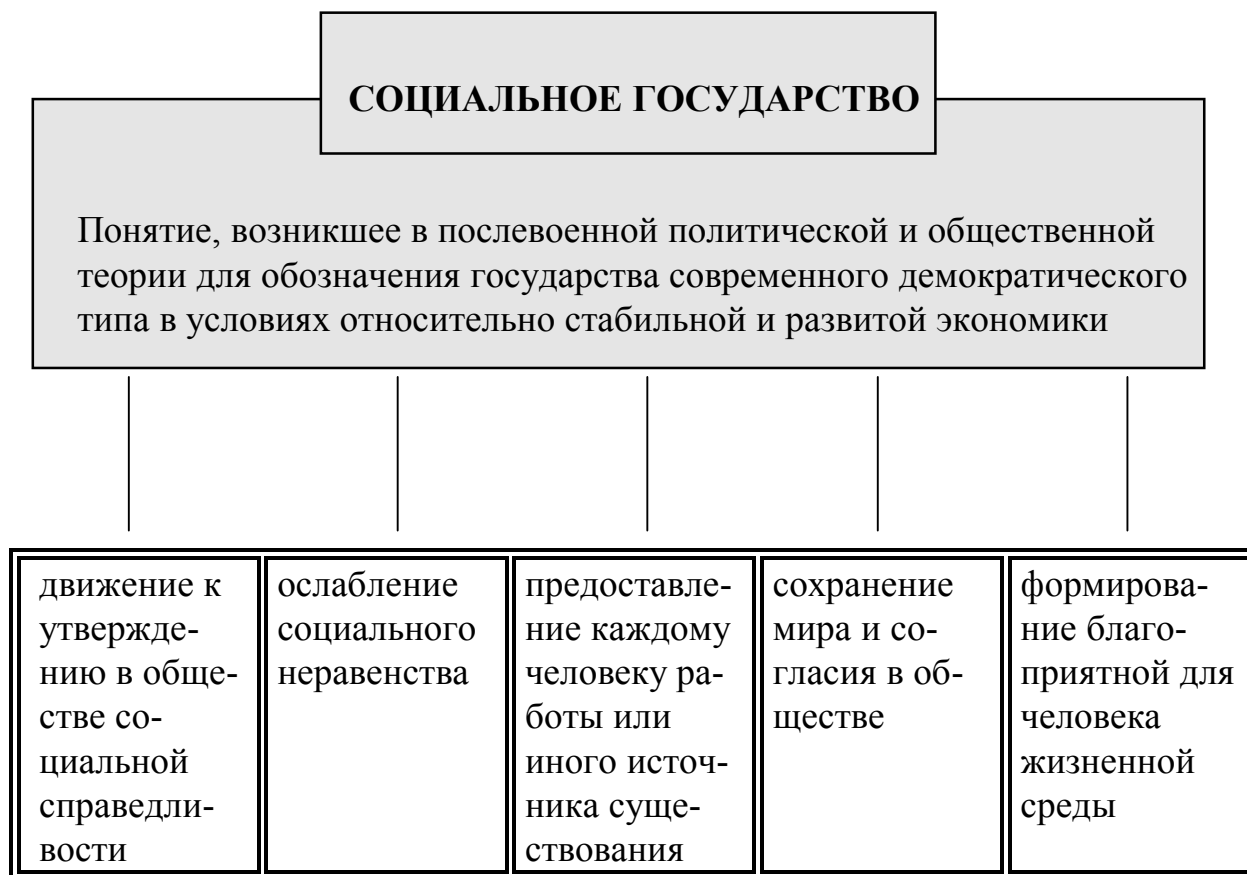 СОЦИАЛЬНОЕ ГОСУДАРСТВО
Понятие, возникшее в послевоенной политической и общественной
теории для обозначения государства современного демократического
типа в условиях относительно стабильной и развитой экономики
движение к
утвержде-
нию в обще-
стве со-
циальной
справедли-
вости
ослабление
социального
неравенства
предоставле-
ние каждому
человеку ра-
боты или
иного источ-
ника суще-
ствования
сохранение
мира и со-
гласия в об-
ществе
формирова-
ние благо-
приятной для
человека
жизненной
среды